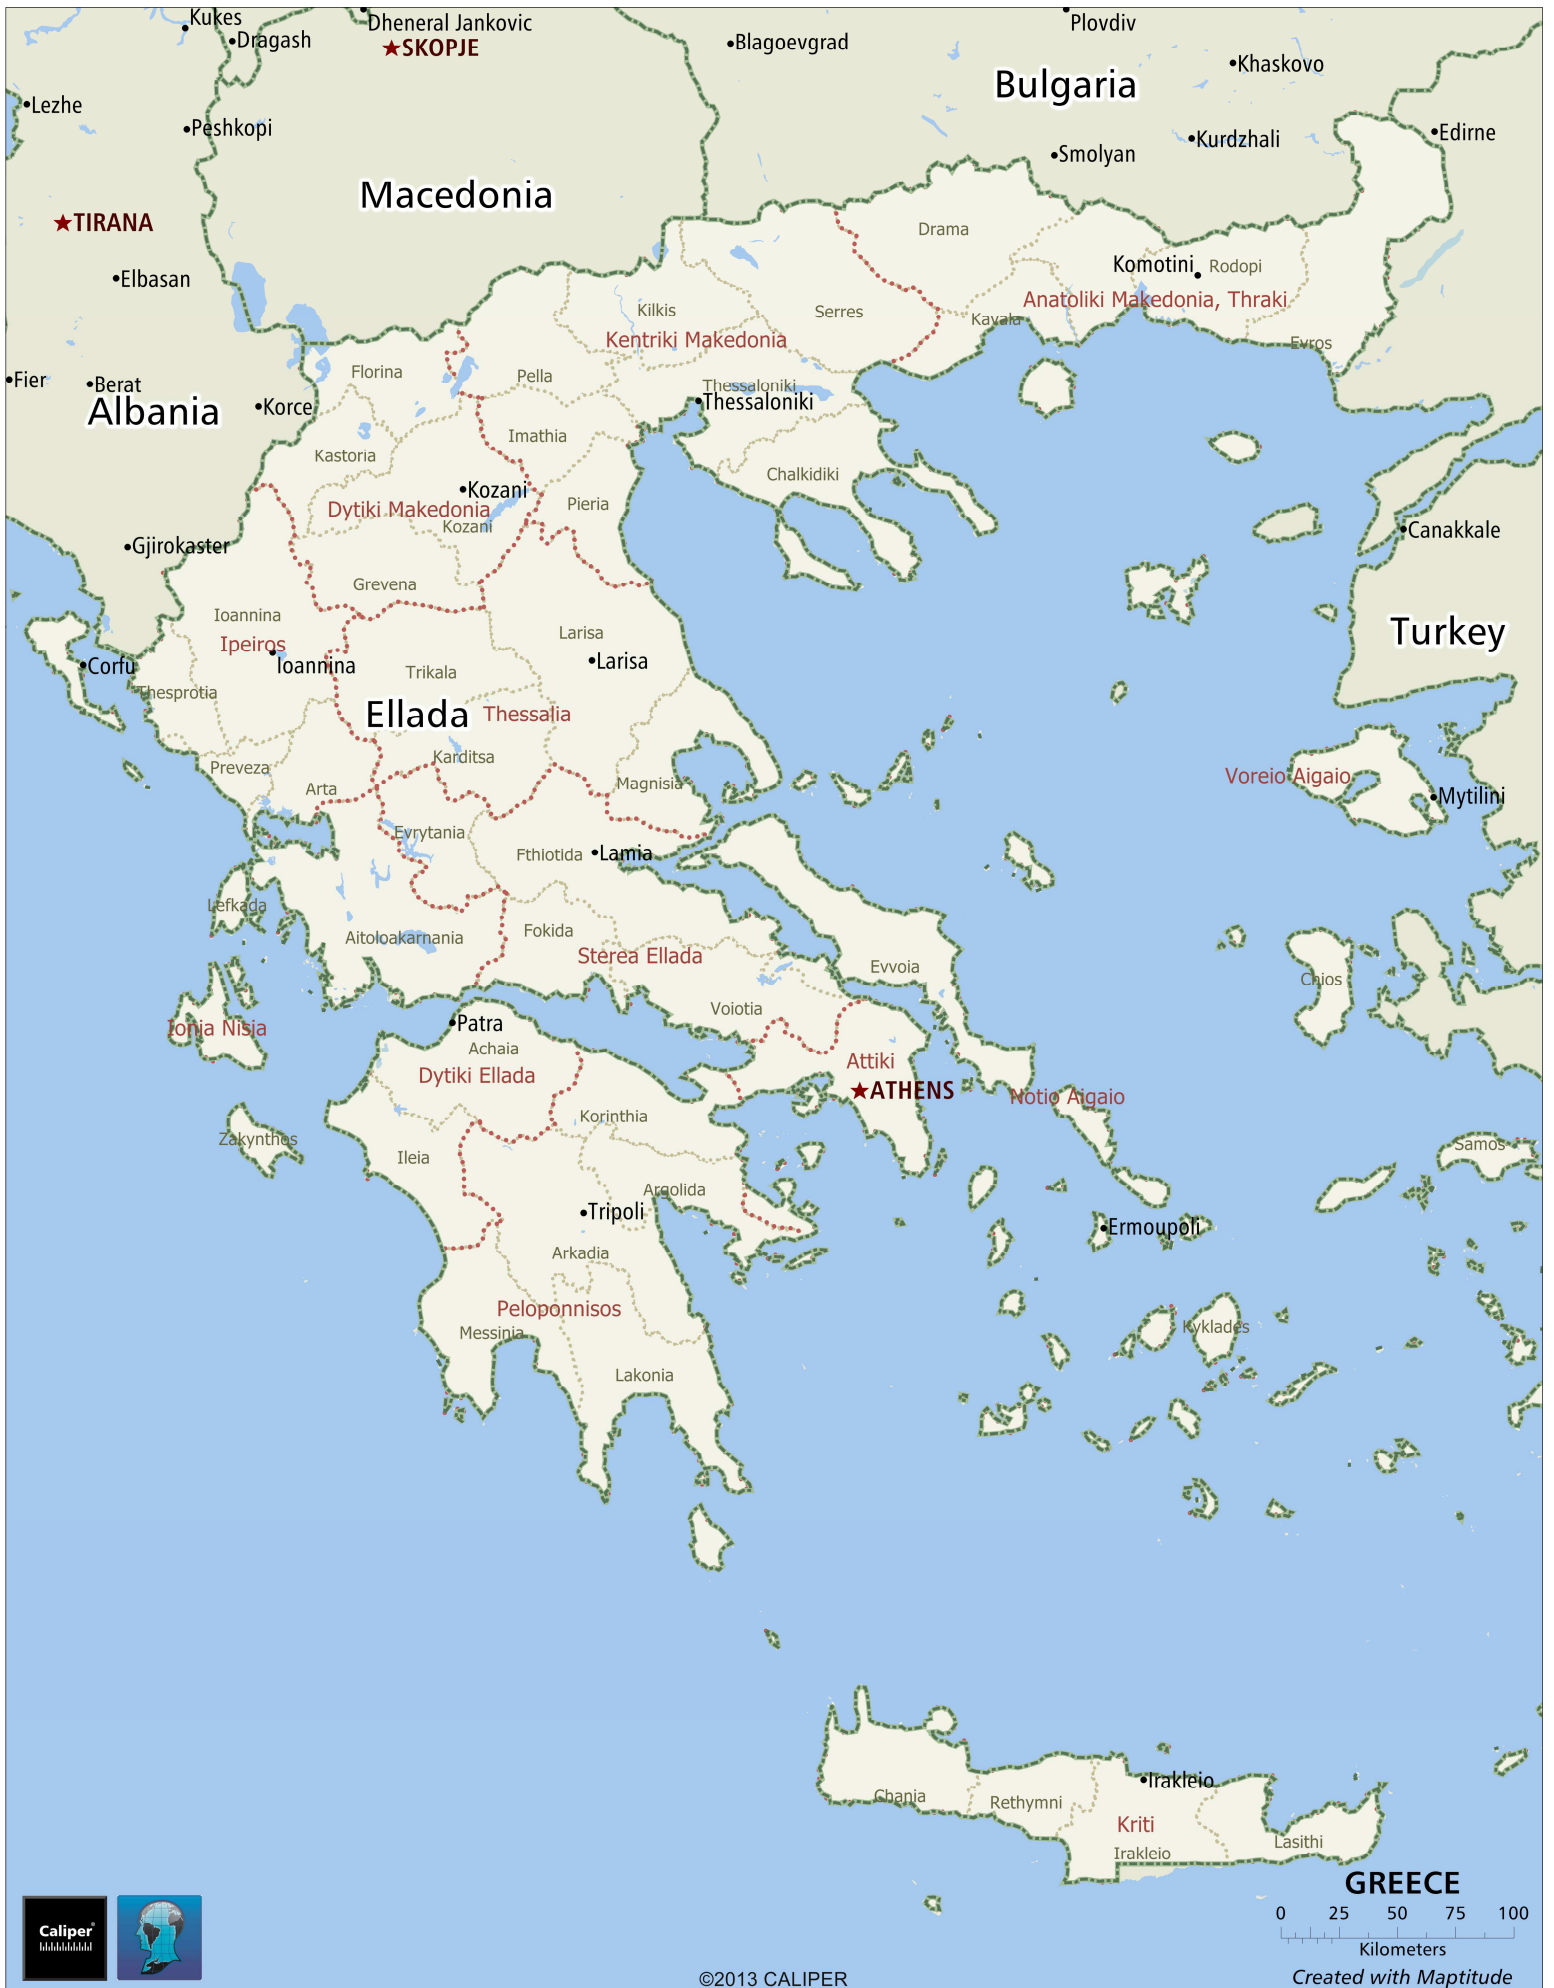 Kukes
Dragash
Dheneral Jankovic
SKOPJE
Blagoevgrad
Plovdiv
Khaskovo
Bulgaria
Lezhe
Peshkopi
Edirne
Kurdzhali
Smolyan
Macedonia
TIRANA
Drama
Elbasan
Komotini
Rodopi
Anatoliki Makedonia, Thraki
Kilkis
Serres
Kavala
Kentriki Makedonia
Evros
Florina
Pella
Fier
Berat
Thessaloniki
Thessaloniki
Albania
Korce
Imathia
Kastoria
Chalkidiki
Kozani
Dytiki Makedonia
Pieria
Kozani
Canakkale
Gjirokaster
Grevena
Ioannina
Larisa
Turkey
Ipeiros
Ioannina
Larisa
Corfu
Trikala
Thesprotia
Ellada
Thessalia
Karditsa
Preveza
Voreio Aigaio
Magnisia
Arta
Mytilini
Evrytania
Fthiotida
Lamia
Lefkada
Fokida
Aitoloakarnania
Sterea Ellada
Evvoia
Chios
Voiotia
Ionia Nisia
Patra
Achaia
Attiki
Dytiki Ellada
ATHENS
Notio Aigaio
Korinthia
Zakynthos
Samos
Ileia
Argolida
Tripoli
Ermoupoli
Arkadia
Peloponnisos
Kyklades
Messinia
Lakonia
Irakleio
Chania
Rethymni
Kriti
Lasithi
Irakleio
GREECE
0 25 50 75 100
Kilometers
Created with Maptitude
Caliper
©2013 CALIPER